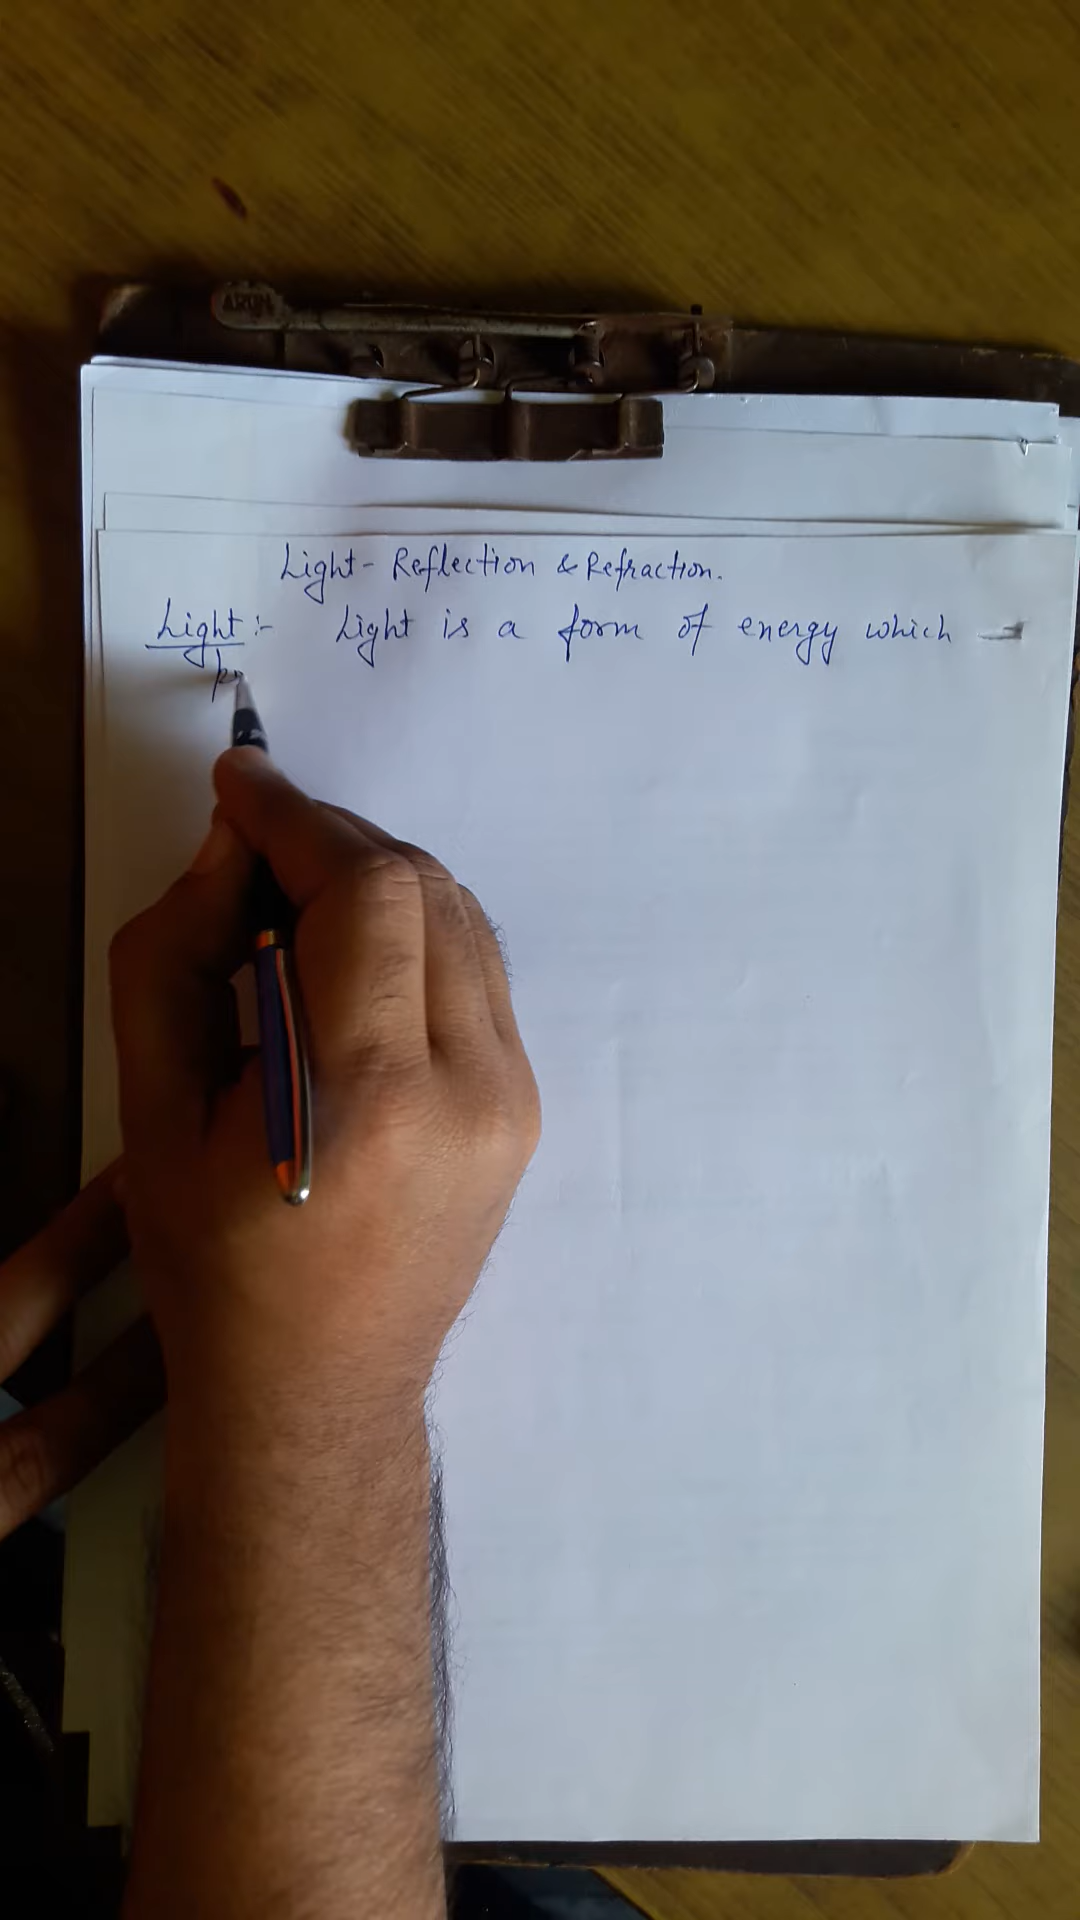 Light - Reflection & Refraction.
Light :- Light is a form of energy which